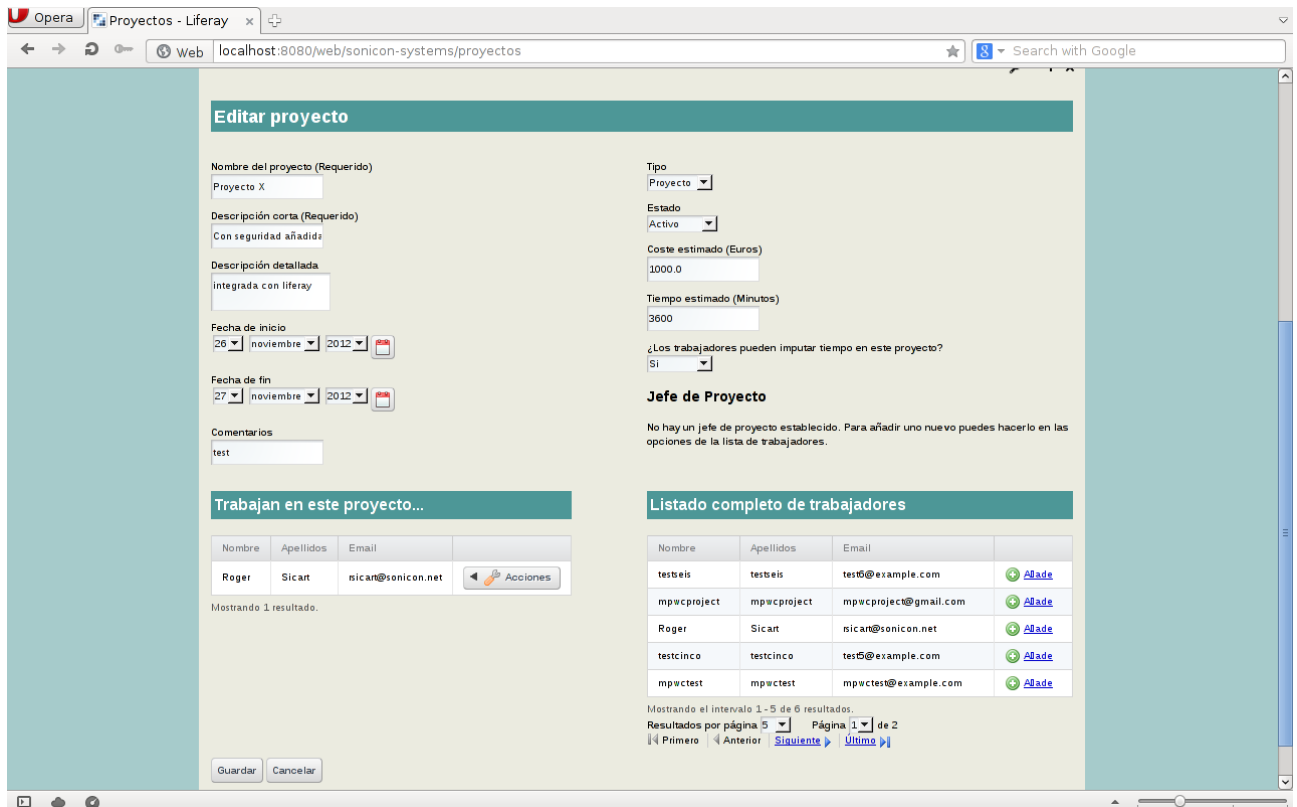 Opera
Proyectos - Liferay
Web
localhost:8080/web/sonicon-systems/proyectos
Search with Google
Editar proyecto
Nombre del proyecto (Requerido)
Proyecto X
Descripción corta (Requerido)
Con seguridad añadida
Descripción detallada
integrada con liferay
Fecha de inicio
26 noviembre 2012
Fecha de fin
27 noviembre 2012
Comentarios
test
Tipo
Proyecto
Estado
Activo
Coste estimado (Euros)
1000.0
Tiempo estimado (Minutos)
3600
¿Los trabajadores pueden imputar tiempo en este proyecto?
Si
Jefe de Proyecto
No hay un jefe de proyecto establecido. Para añadir uno nuevo puedes hacerlo en las
opciones de la lista de trabajadores.
Trabajan en este proyecto...
Nombre Apellidos Email
Roger Sicart rsicart@sonicon.net Acciones
Mostrando 1 resultado.
Listado completo de trabajadores
Nombre Apellidos Email
testseis testseis test6@example.com Añade
mpwcproject mpwcproject mpwcproject@gmail.com Añade
Roger Sicart rsicart@sonicon.net Añade
testcinco testcinco test5@example.com Añade
mpwctest mpwctest mpwctest@example.com Añade
Mostrando el intervalo 1 - 5 de 6 resultados.
Resultados por página 5 Página 1 de 2
Primero Anterior Siguiente Último
Guardar Cancelar